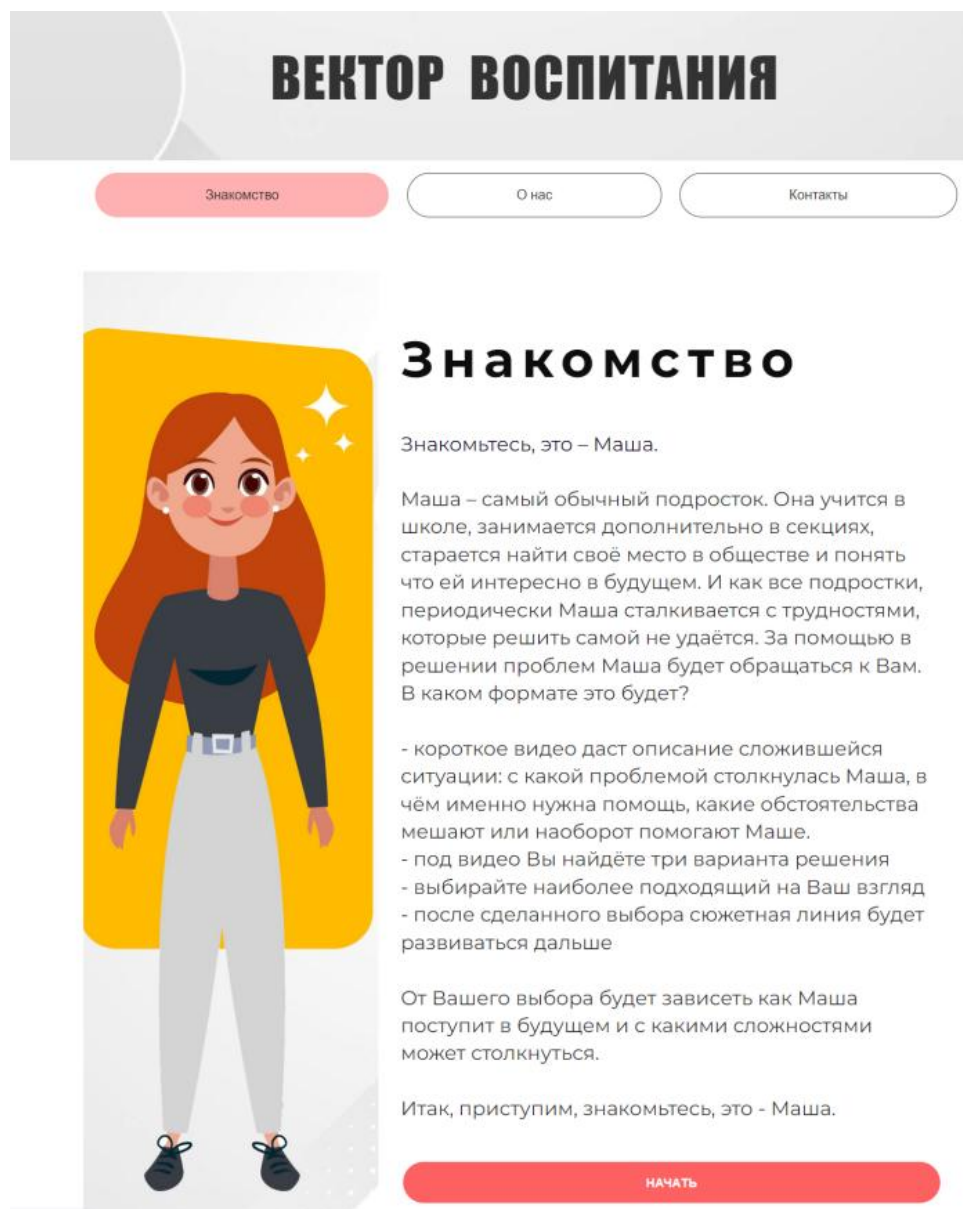 ВЕКТОР ВОСПИТАНИЯ
Знакомство
О нас
Контакты
Знакомство
Знакомьтесь, это – Маша.
Маша – самый обычный подросток. Она учится в
школе, занимается дополнительно в секциях,
старается найти своё место в обществе и понять
что ей интересно в будущем. И как все подростки,
периодически Маша сталкивается с трудностями,
которые решить самой не удаётся. За помощью в
решении проблем Маша будет обращаться к Вам.
В каком формате это будет?
- короткое видео даст описание сложившейся
ситуации: с какой проблемой столкнулась Маша, в
чём именно нужна помощь, какие обстоятельства
мешают или наоборот помогают Маше.
- под видео Вы найдёте три варианта решения
- выбирайте наиболее подходящий на Ваш взгляд
- после сделанного выбора сюжетная линия будет
развиваться дальше
От Вашего выбора будет зависеть как Маша
поступит в будущем и с какими сложностями
может столкнуться.
Итак, приступим, знакомьтесь, это - Маша.
НАЧАТЬ